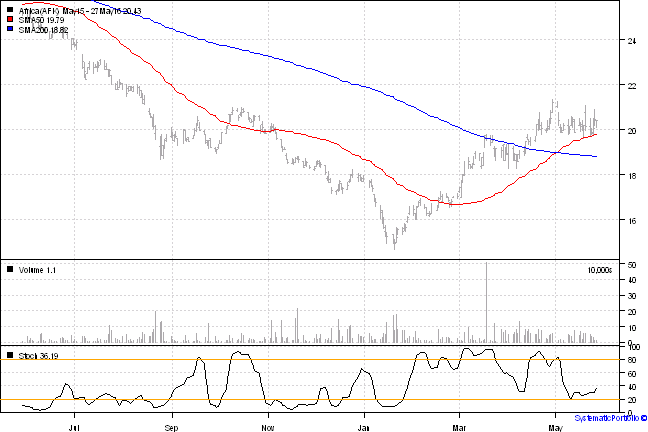 Africa(AFK) May15 - 27 May16 20.43
SMA50 19.79
SMA200 18.82
24
22
20
18
16
Volume 1.1
10,000s
50
40
30
20
10
0
Stoch 36.19
100
80
60
40
20
0
Jul Sep Nov Jan Mar May
SystematicPortfolio ©